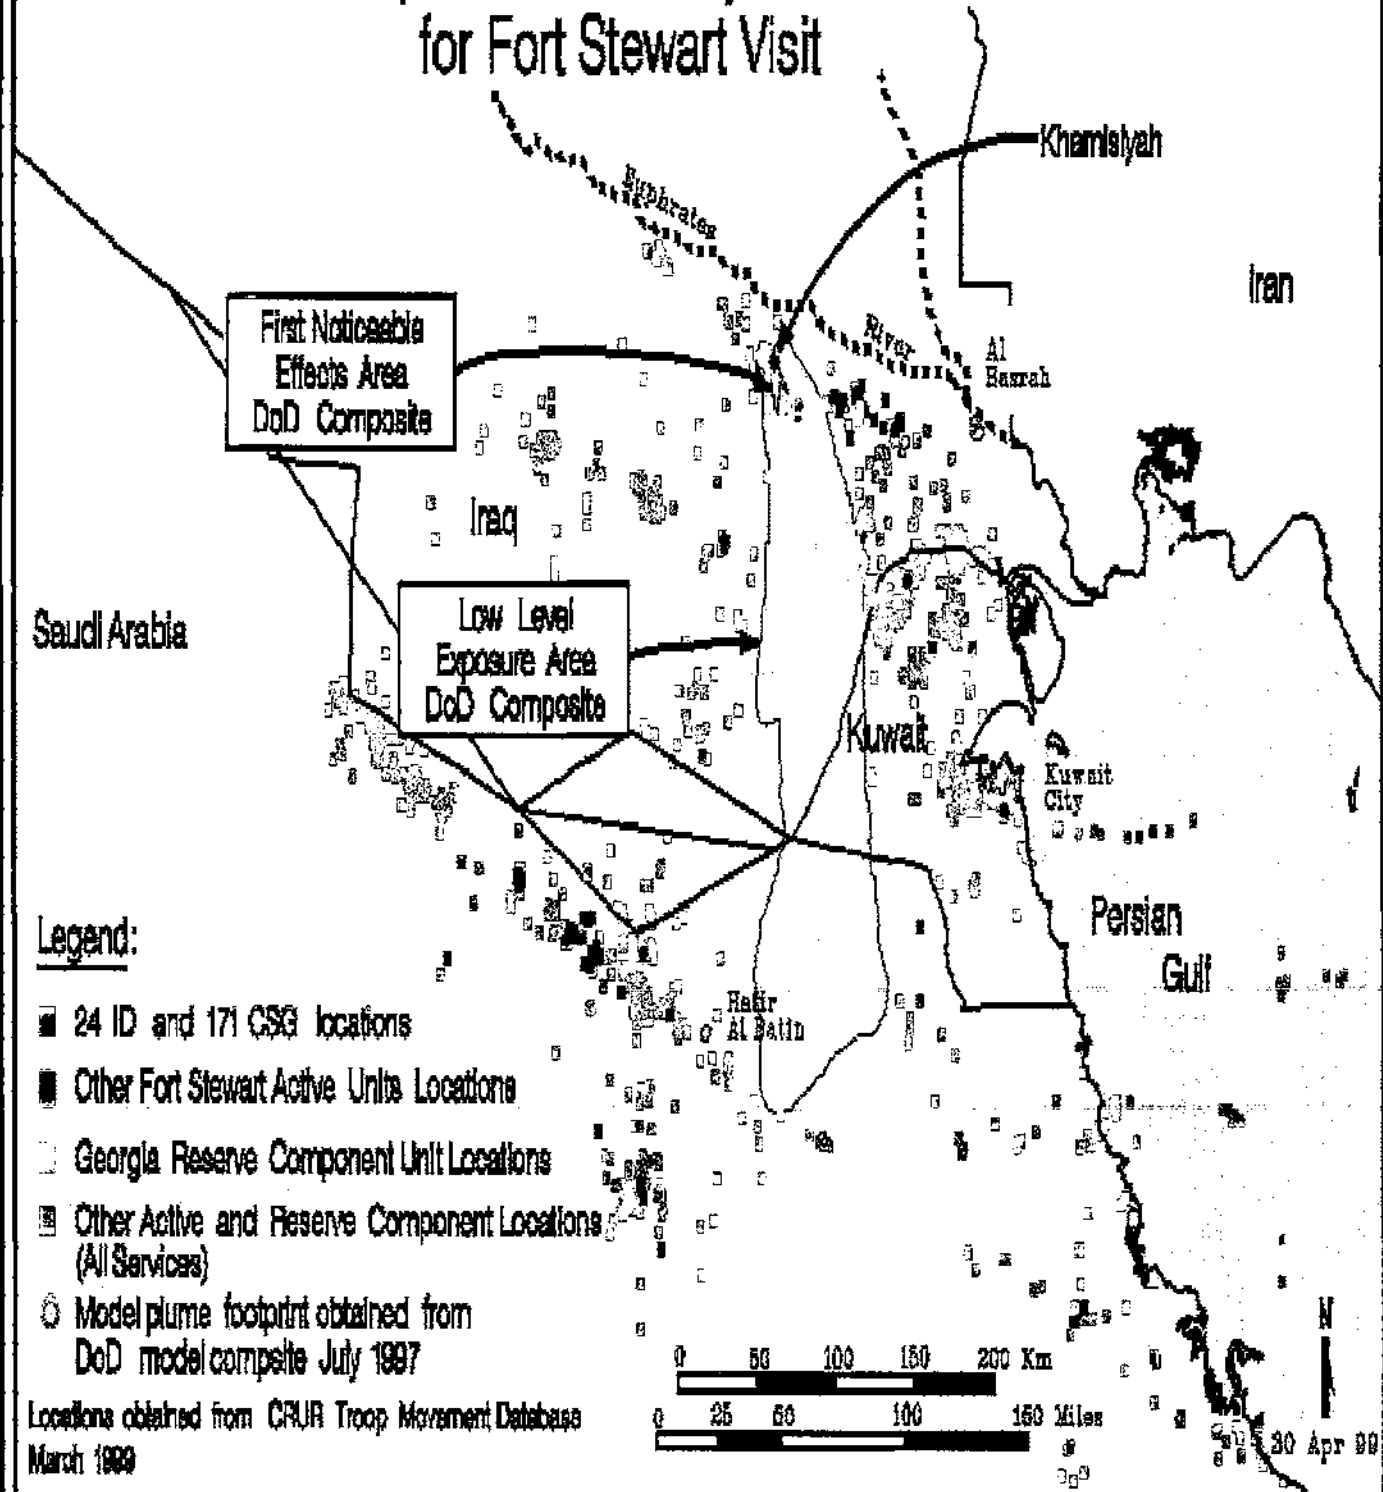 for Fort Stewart Visit
Khamisiyah
Euphrates
Iran
First Noticeable
Effects Area
DoD Composite
River
Al
Basrah
Iraq
Low Level
Exposure Area
DoD Composite
Saudi Arabia
Kuwait
Kuwait
City
Persian
Gulf
Legend:
Hafir
Al Batin
24 ID and 171 CSG locations
Other Fort Stewart Active Units Locations
Georgia Reserve Component Unit Locations
Other Active and Reserve Component Locations
(All Services)
Model plume footprint obtained from
DoD model compsite July 1997
N
0 50 100 150 200 Km
0 25 50 100 150 Miles
Locations obtained from CRUR Troop Movement Database
March 1999
30 Apr 99